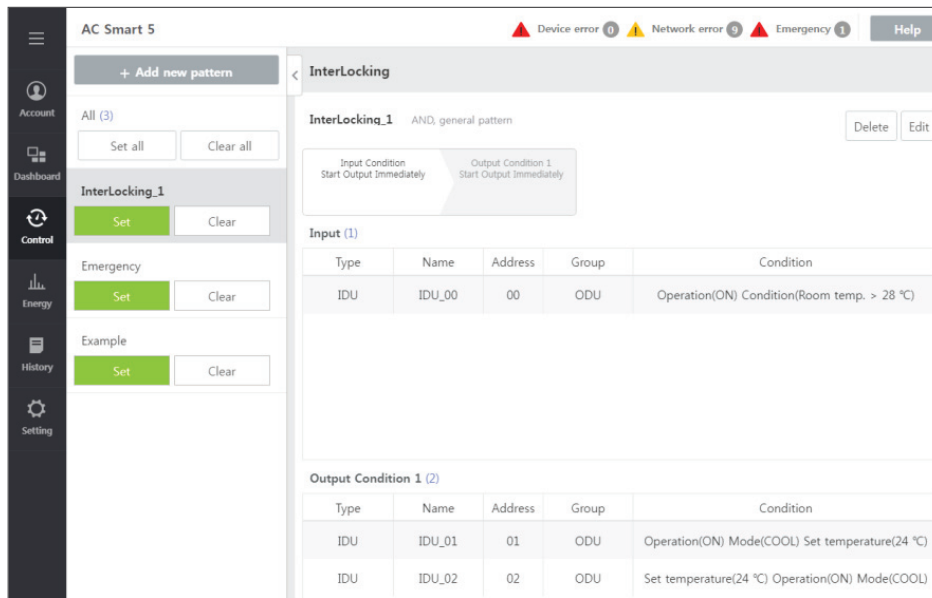 AC Smart 5
Device error 0 Network error 9 Emergency 1 Help
Account
Dashboard
Control
Energy
History
Setting
+ Add new pattern
All (3)
Set all Clear all
InterLocking_1
Set Clear
Emergency
Set Clear
Example
Set Clear
InterLocking
InterLocking_1 AND, general pattern
Delete Edit
Input Condition
Start Output Immediately
Output Condition 1
Start Output Immediately
Input (1)
Type Name Address Group Condition
IDU IDU_00 00 ODU Operation(ON) Condition(Room temp. > 28 ℃)
Output Condition 1 (2)
Type Name Address Group Condition
IDU IDU_01 01 ODU Operation(ON) Mode(COOL) Set temperature(24 ℃)
IDU IDU_02 02 ODU Set temperature(24 ℃) Operation(ON) Mode(COOL)